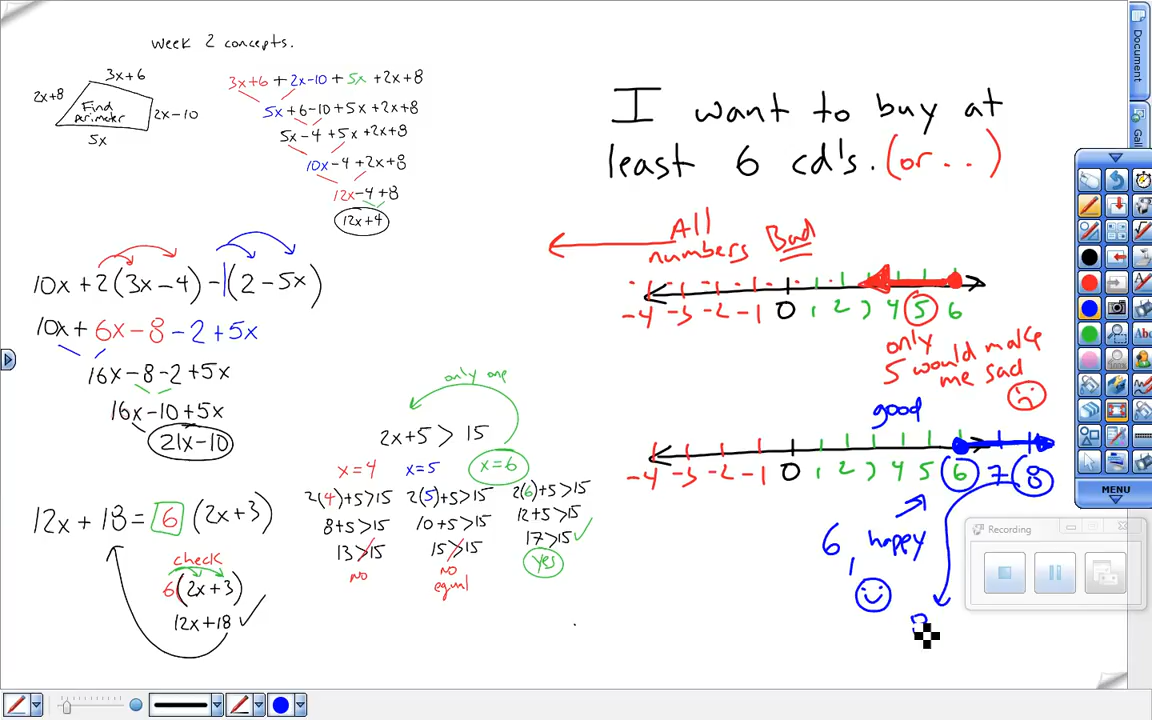 Week 2 concepts.
3x+6
2x+8
Find
perimeter
2x-10
5x
3x+6 + 2x-10 + 5x + 2x+8
5x+6-10+5x+2x+8
5x-4+5x+2x+8
10x-4+2x+8
12x-4+8
12x+4
10x+2(3x-4)-1(2-5x)
10x+6x-8-2+5x
16x-8-2+5x
16x-10+5x
21x-10
12x+18=6(2x+3)
check
6(2x+3)
12x+18 ✓
only one
2x+5 > 15
x=4 x=5 x=6
2(4)+5>15 2(5)+5>15 2(6)+5>15
8+5>15 10+5>15 12+5>15
13>15 15>15 17>15 ✓
no no yes
equal
I want to buy at
least 6 cd's. (or...)
All
numbers Bad
-4 -3 -2 -1 0 1 2 3 4 5 6
only
5 would make
me sad
good
-4 -3 -2 -1 0 1 2 3 4 5 6 7 8
6, happy
Document
Gall
Abc
MENU
Recording